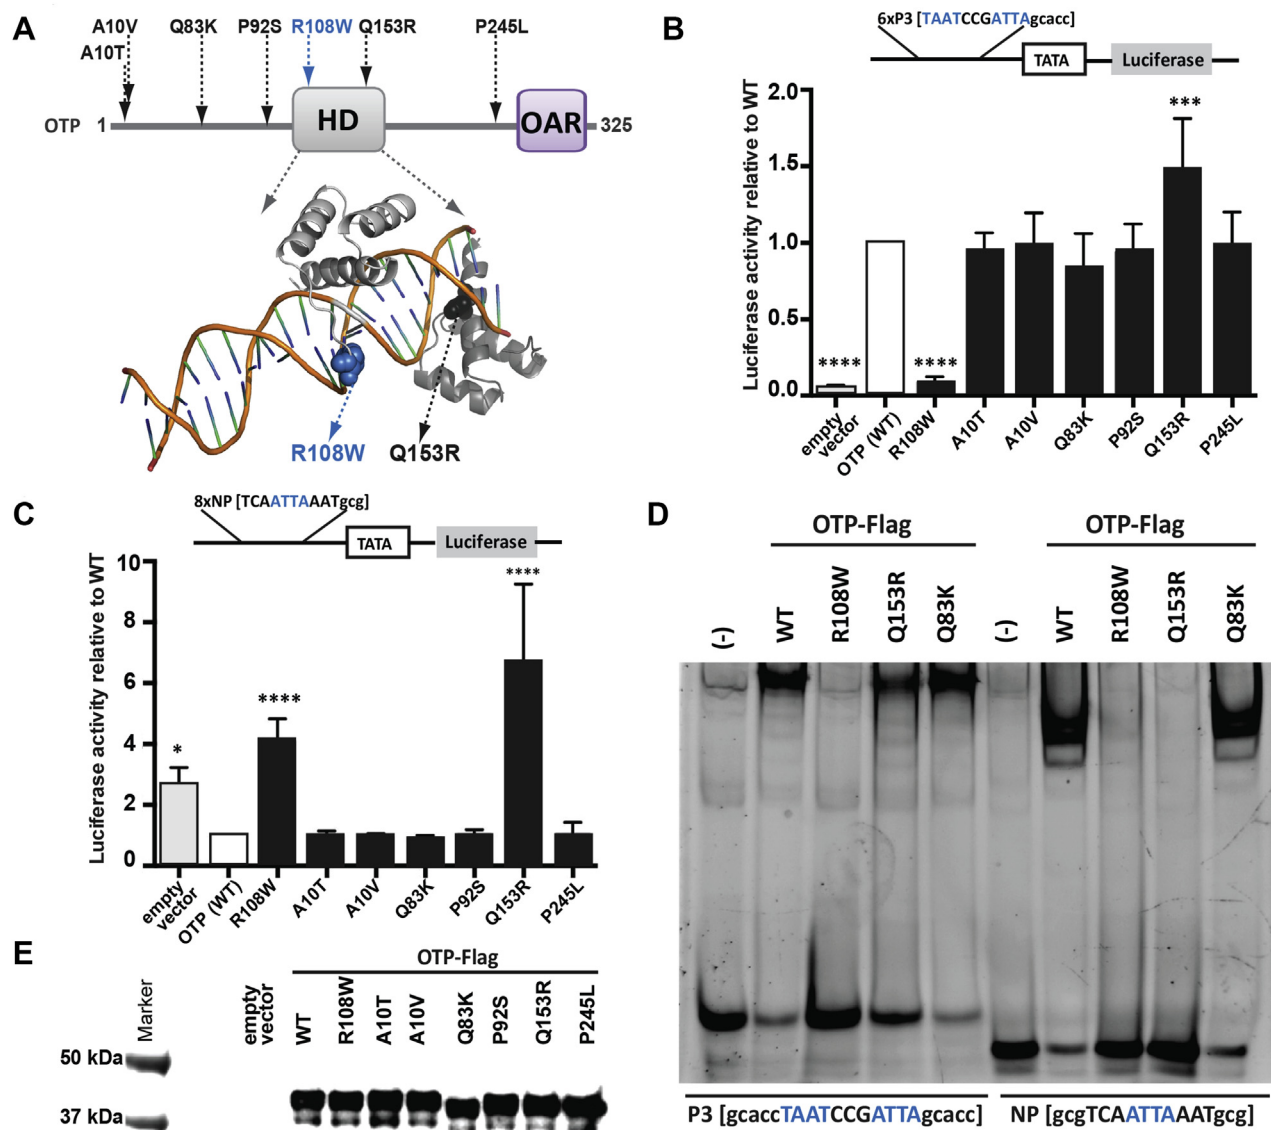 A
A10V
A10T
Q83K
P92S
R108W
Q153R
P245L
OTP 1
HD
OAR
325
R108W
Q153R
B
6xP3 [TAATCCGATTAgcacc]
TATA
Luciferase
Luciferase activity relative to WT
2.0
1.5
1.0
0.5
0.0
****
****
***
empty vector
OTP (WT)
R108W
A10T
A10V
Q83K
P92S
Q153R
P245L
C
8xNP [TCAATTAAATgcg]
TATA
Luciferase
Luciferase activity relative to WT
10
8
6
4
2
0
*
****
****
empty vector
OTP (WT)
R108W
A10T
A10V
Q83K
P92S
Q153R
P245L
D
OTP-Flag
OTP-Flag
(-)
WT
R108W
Q153R
Q83K
(-)
WT
R108W
Q153R
Q83K
P3 [gcaccTAATCCGATTAgcacc]
NP [gcgTCAATTAAATgcg]
E
OTP-Flag
Marker
empty vector
WT
R108W
A10T
A10V
Q83K
P92S
Q153R
P245L
50 kDa
37 kDa